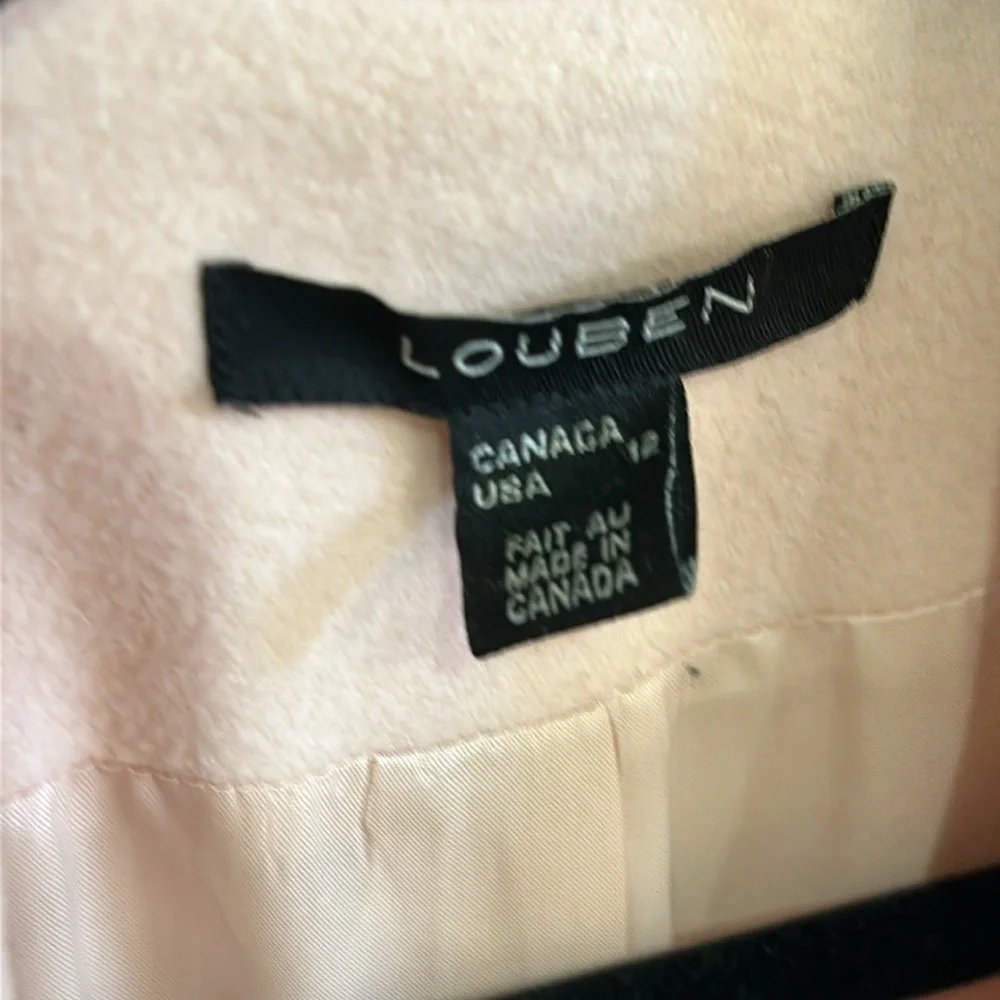 LOUBEN
CANADA 12
USA
FAIT AU
MADE IN
CANADA